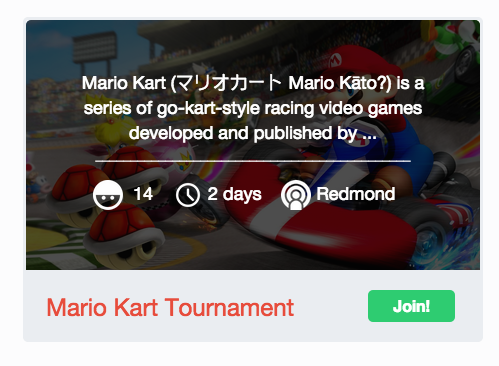 Mario Kart (マリオカート Mario Kāto?) is a
series of go-kart-style racing video games
developed and published by ...
14 2 days Redmond
Mario Kart Tournament Join!